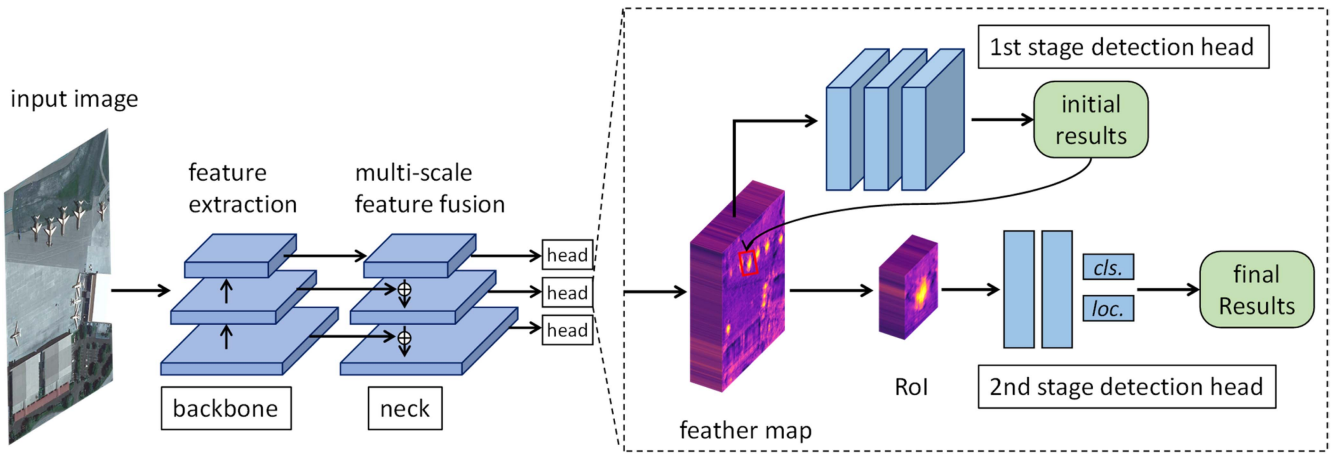 input image
feature
extraction
multi-scale
feature fusion
backbone
neck
head
head
head
1st stage detection head
initial
results
feather map
RoI
cls.
loc.
final
Results
2nd stage detection head